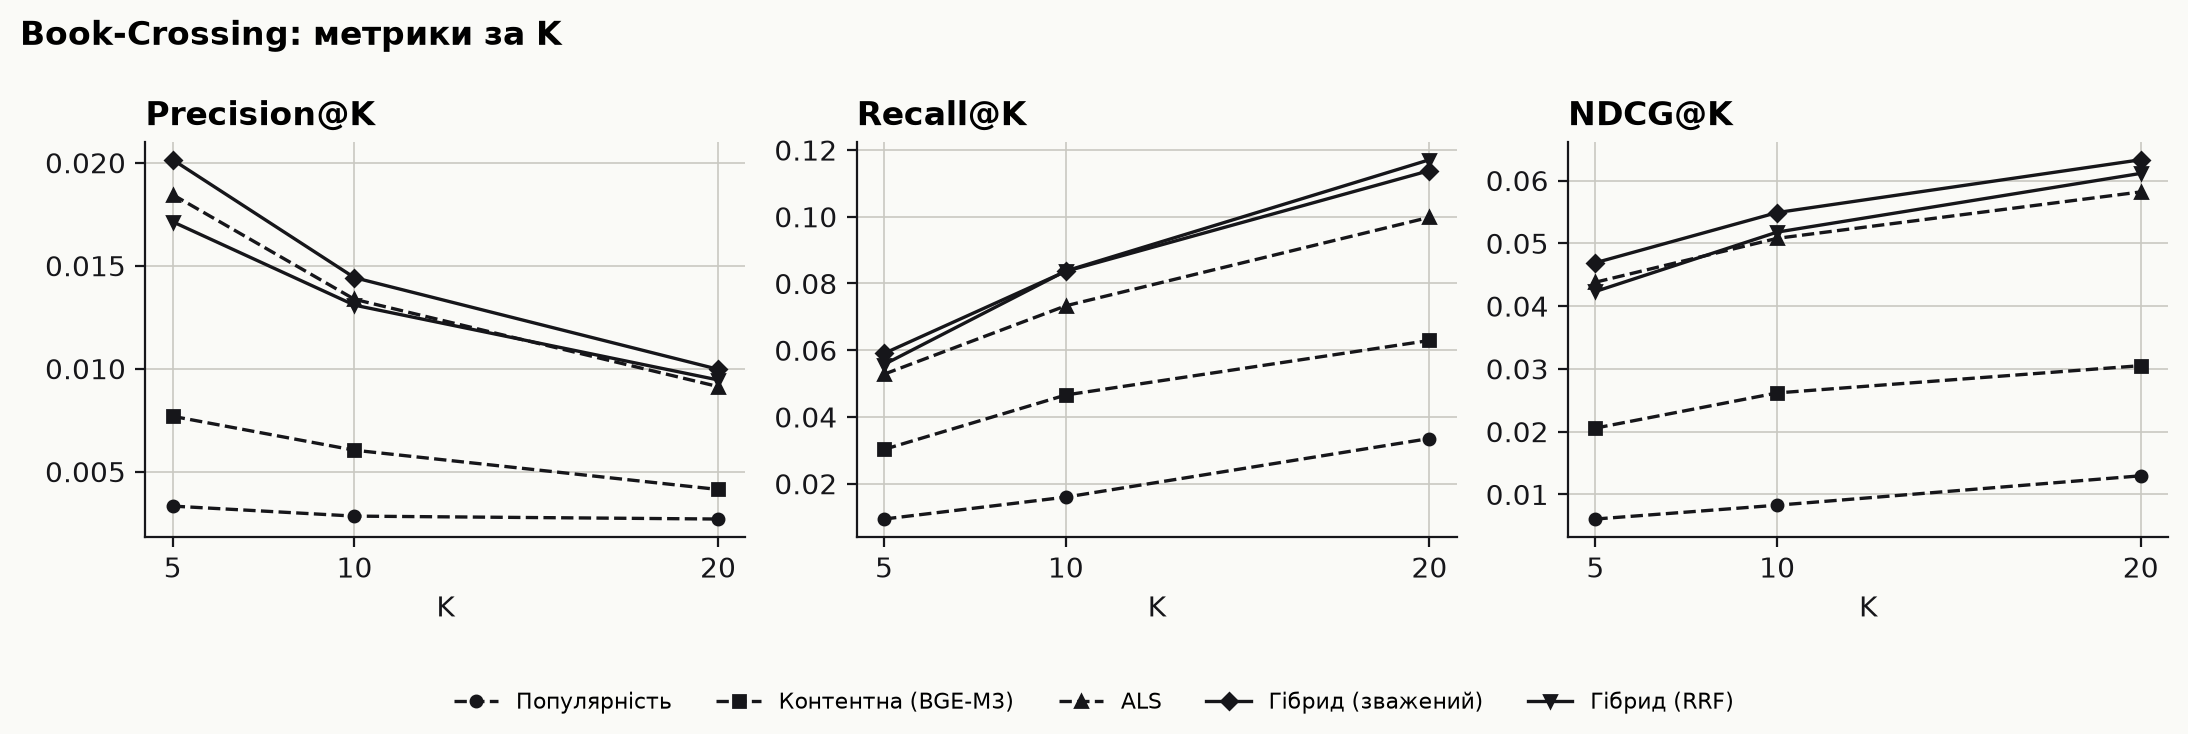 Book-Crossing: метрики за K
Precision@K
0.020
0.015
0.010
0.005
5 10 20
K
Recall@K
0.12
0.10
0.08
0.06
0.04
0.02
5 10 20
K
NDCG@K
0.06
0.05
0.04
0.03
0.02
0.01
5 10 20
K
Популярність Контентна (BGE-M3) ALS Гібрид (зважений) Гібрид (RRF)